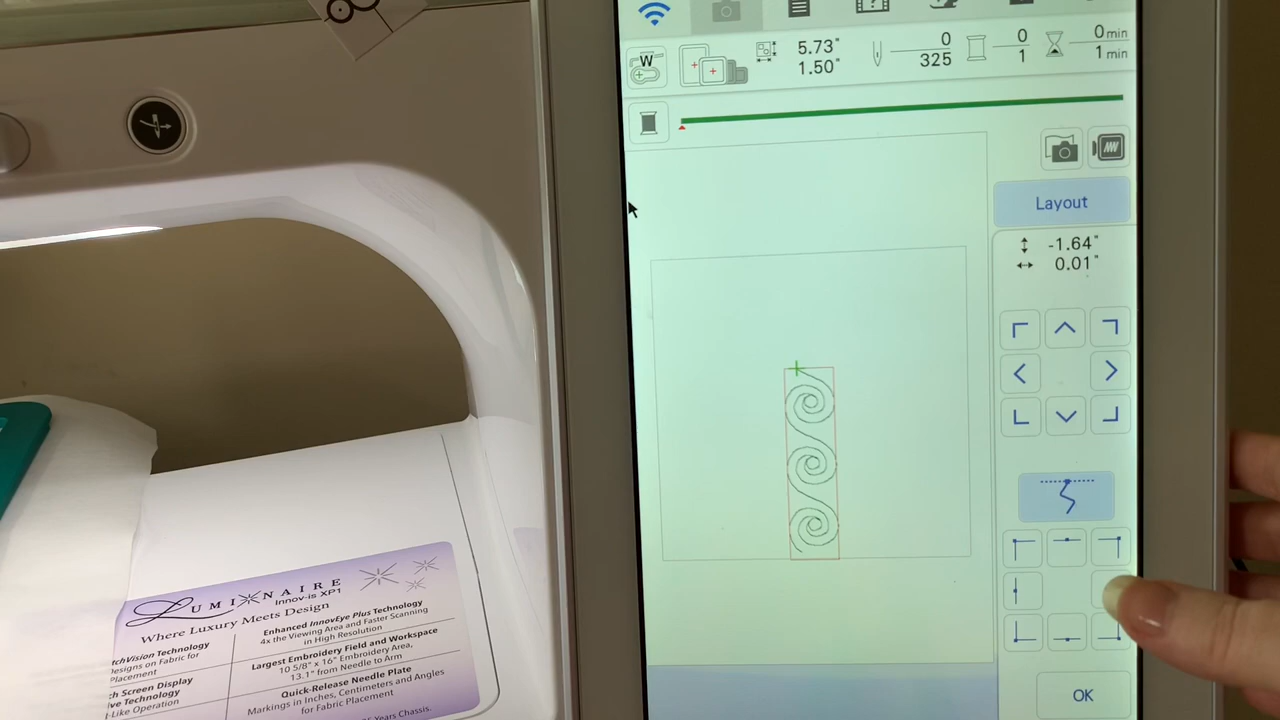 W
5.73"
1.50"
0
325
0
1
0 min
1 min
Layout
-1.64"
0.01"
OK
LUMINAIRE
Innov-is XP1
Where Luxury Meets Design
Technology
Designs on Fabric for
Placement
Screen Display
Technology
Like Operation
Enhanced InnovEye Plus Technology
4x the Viewing Area and Faster Scanning
in High Resolution
Largest Embroidery Field and Workspace
10 5/8" x 16" Embroidery Area,
13.1" from Needle to Arm
Quick-Release Needle Plate
Markings in Inches, Centimeters and Angles
for Fabric Placement
Years Chassis.